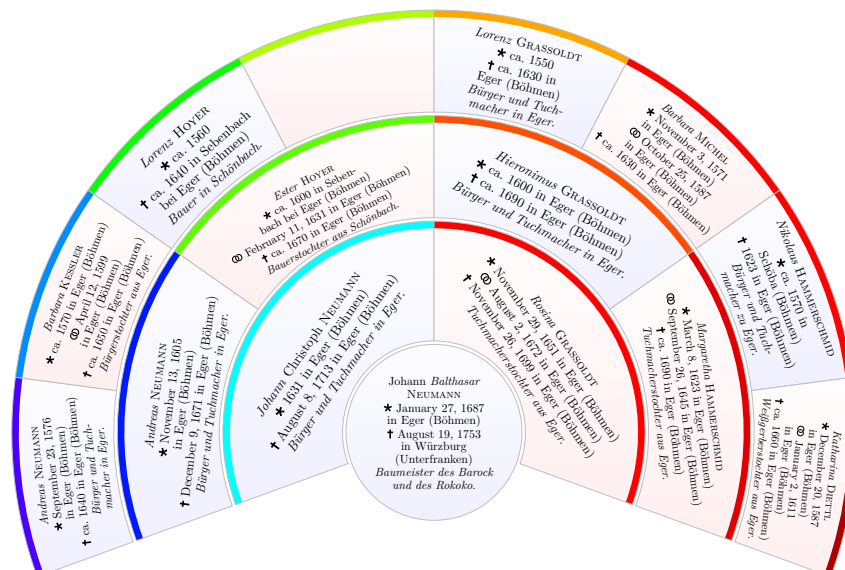 Johann Balthasar
NEUMANN
★ January 27, 1687
in Eger (Böhmen)
✝ August 19, 1753
in Würzburg
(Unterfranken)
Baumeister des Barock
und des Rokoko.
Johann Christoph NEUMANN
★ 1631 in Eger (Böhmen)
✝ August 8, 1713 in Eger (Böhmen)
Bürger und Tuchmacher in Eger.
Rosina GRASSOLDT
★ November 29, 1651 in Eger (Böhmen)
⚭ August 2, 1672 in Eger (Böhmen)
✝ November 26, 1699 in Eger (Böhmen)
Tuchmacherstochter aus Eger.
Andreas NEUMANN
★ November 13, 1605
in Eger (Böhmen)
✝ December 9, 1671 in Eger (Böhmen)
Bürger und Tuchmacher in Eger.
Ester HOYER
★ ca. 1600 in Seben-
bach bei Eger (Böhmen)
⚭ February 11, 1631 in Eger (Böhmen)
✝ ca. 1670 in Eger (Böhmen)
Bauerstochter aus Schönbach.
Hieronimus GRASSOLDT
★ ca. 1600 in Eger (Böhmen)
✝ ca. 1690 in Eger (Böhmen)
Bürger und Tuchmacher in Eger.
Margaretha HAMMERSCHMID
★ March 8, 1623 in Eger (Böhmen)
⚭ September 26, 1645 in Eger (Böhmen)
✝ ca. 1690 in Eger (Böhmen)
Tuchmacherstochter aus Eger.
Andreas NEUMANN
★ September 23, 1576
in Eger (Böhmen)
✝ ca. 1640 in Eger (Böhmen)
Bürger und Tuch-
macher in Eger.
Barbara KESSLER
★ ca. 1570 in Eger (Böhmen)
⚭ April 12, 1599
in Eger (Böhmen)
✝ ca. 1650 in Eger (Böhmen)
Bürgerstochter aus Eger.
Lorenz HOYER
★ ca. 1560
✝ ca. 1640 in Sebenbach
bei Eger (Böhmen)
Bauer in Schönbach.
Lorenz GRASSOLDT
★ ca. 1550
✝ ca. 1630 in
Eger (Böhmen)
Bürger und Tuch-
macher in Eger.
Barbara MICHEL
★ November 3, 1571
in Eger (Böhmen)
⚭ October 25, 1587
in Eger (Böhmen)
✝ ca. 1630 in Eger (Böhmen)
Nikolaus HAMMERSCHMID
★ ca. 1570 in
Schöba (Böhmen)
✝ 1623 in Eger (Böhmen)
Bürger und Tuch-
macher zu Eger.
Katharina DIETTL
★ December 20, 1587
in Eger (Böhmen)
⚭ January 2, 1611
in Eger (Böhmen)
✝ ca. 1660 in Eger (Böhmen)
Weißgerberstochter aus Eger.